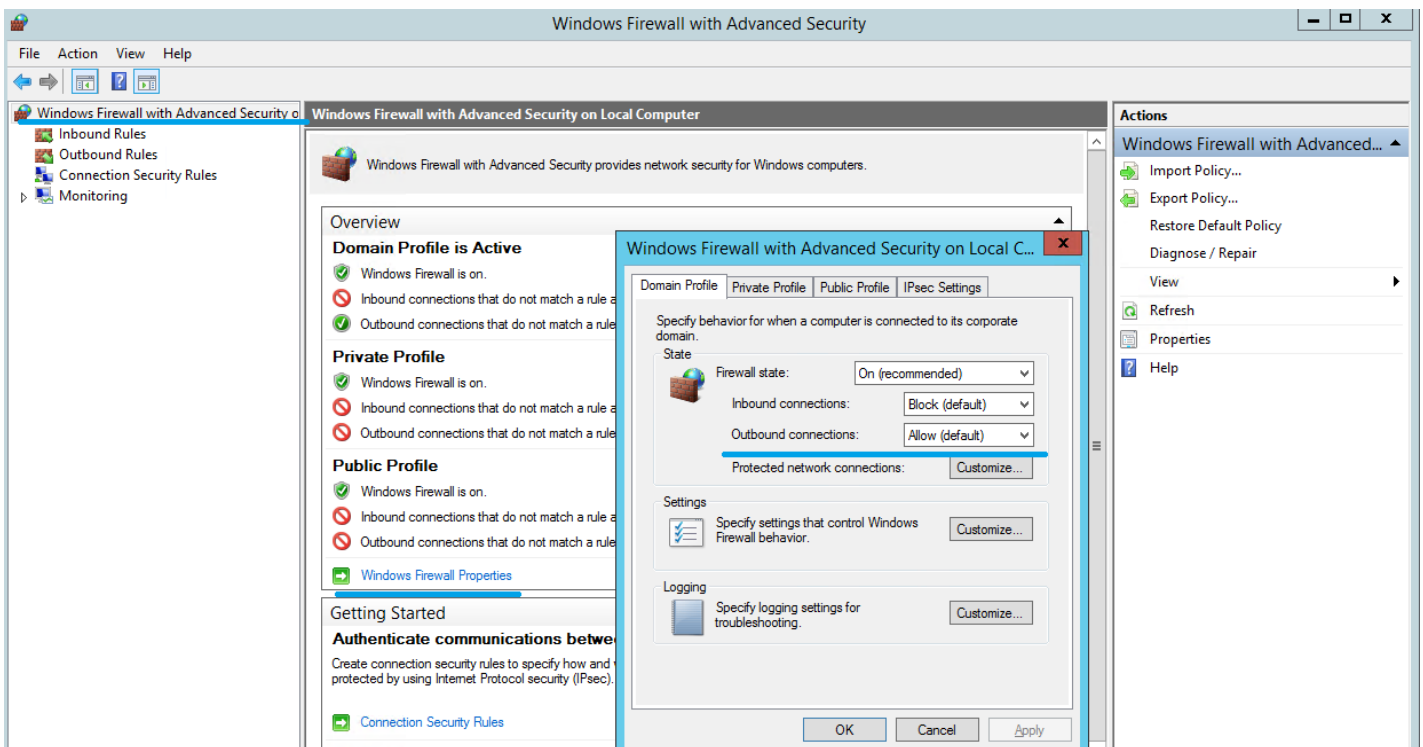 Windows Firewall with Advanced Security
File Action View Help
Windows Firewall with Advanced Security o
Inbound Rules
Outbound Rules
Connection Security Rules
Monitoring
Windows Firewall with Advanced Security on Local Computer
Windows Firewall with Advanced Security provides network security for Windows computers.
Overview
Domain Profile is Active
Windows Firewall is on.
Inbound connections that do not match a rule a
Outbound connections that do not match a rule
Private Profile
Windows Firewall is on.
Inbound connections that do not match a rule a
Outbound connections that do not match a rule
Public Profile
Windows Firewall is on.
Inbound connections that do not match a rule a
Outbound connections that do not match a rule
Windows Firewall Properties
Getting Started
Authenticate communications betwe
Create connection security rules to specify how and
protected by using Internet Protocol security (IPsec).
Connection Security Rules
Windows Firewall with Advanced Security on Local C... x
Domain Profile Private Profile Public Profile IPsec Settings
Specify behavior for when a computer is connected to its corporate
domain.
State
Firewall state: On (recommended)
Inbound connections: Block (default)
Outbound connections: Allow (default)
Protected network connections: Customize...
Settings
Specify settings that control Windows
Firewall behavior.
Customize...
Logging
Specify logging settings for
troubleshooting.
Customize...
OK Cancel Apply
Actions
Windows Firewall with Advanced...
Import Policy...
Export Policy...
Restore Default Policy
Diagnose / Repair
View
Refresh
Properties
Help